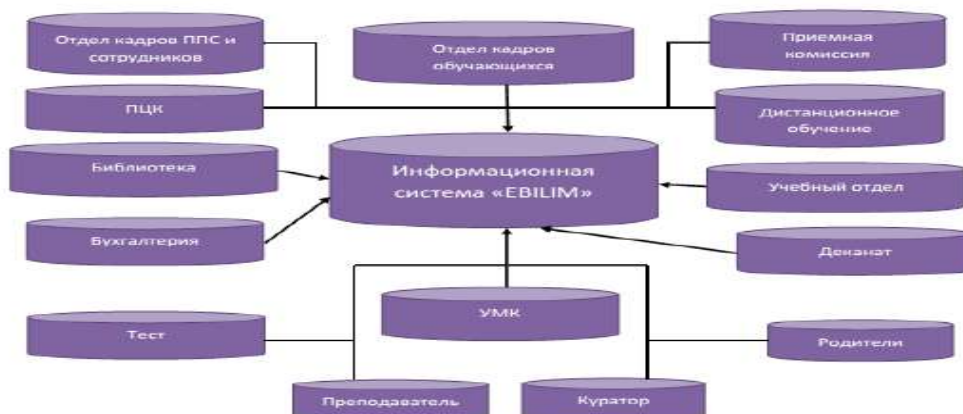 Отдел кадров ППС и
сотрудников
Отдел кадров
обучающихся
Приемная
комиссия
ПЦК
Дистанционное
обучение
Библиотека
Информационная
система «EBILIM»
Учебный отдел
Бухгалтерия
Деканат
УМК
Тест
Родители
Преподаватель
Куратор